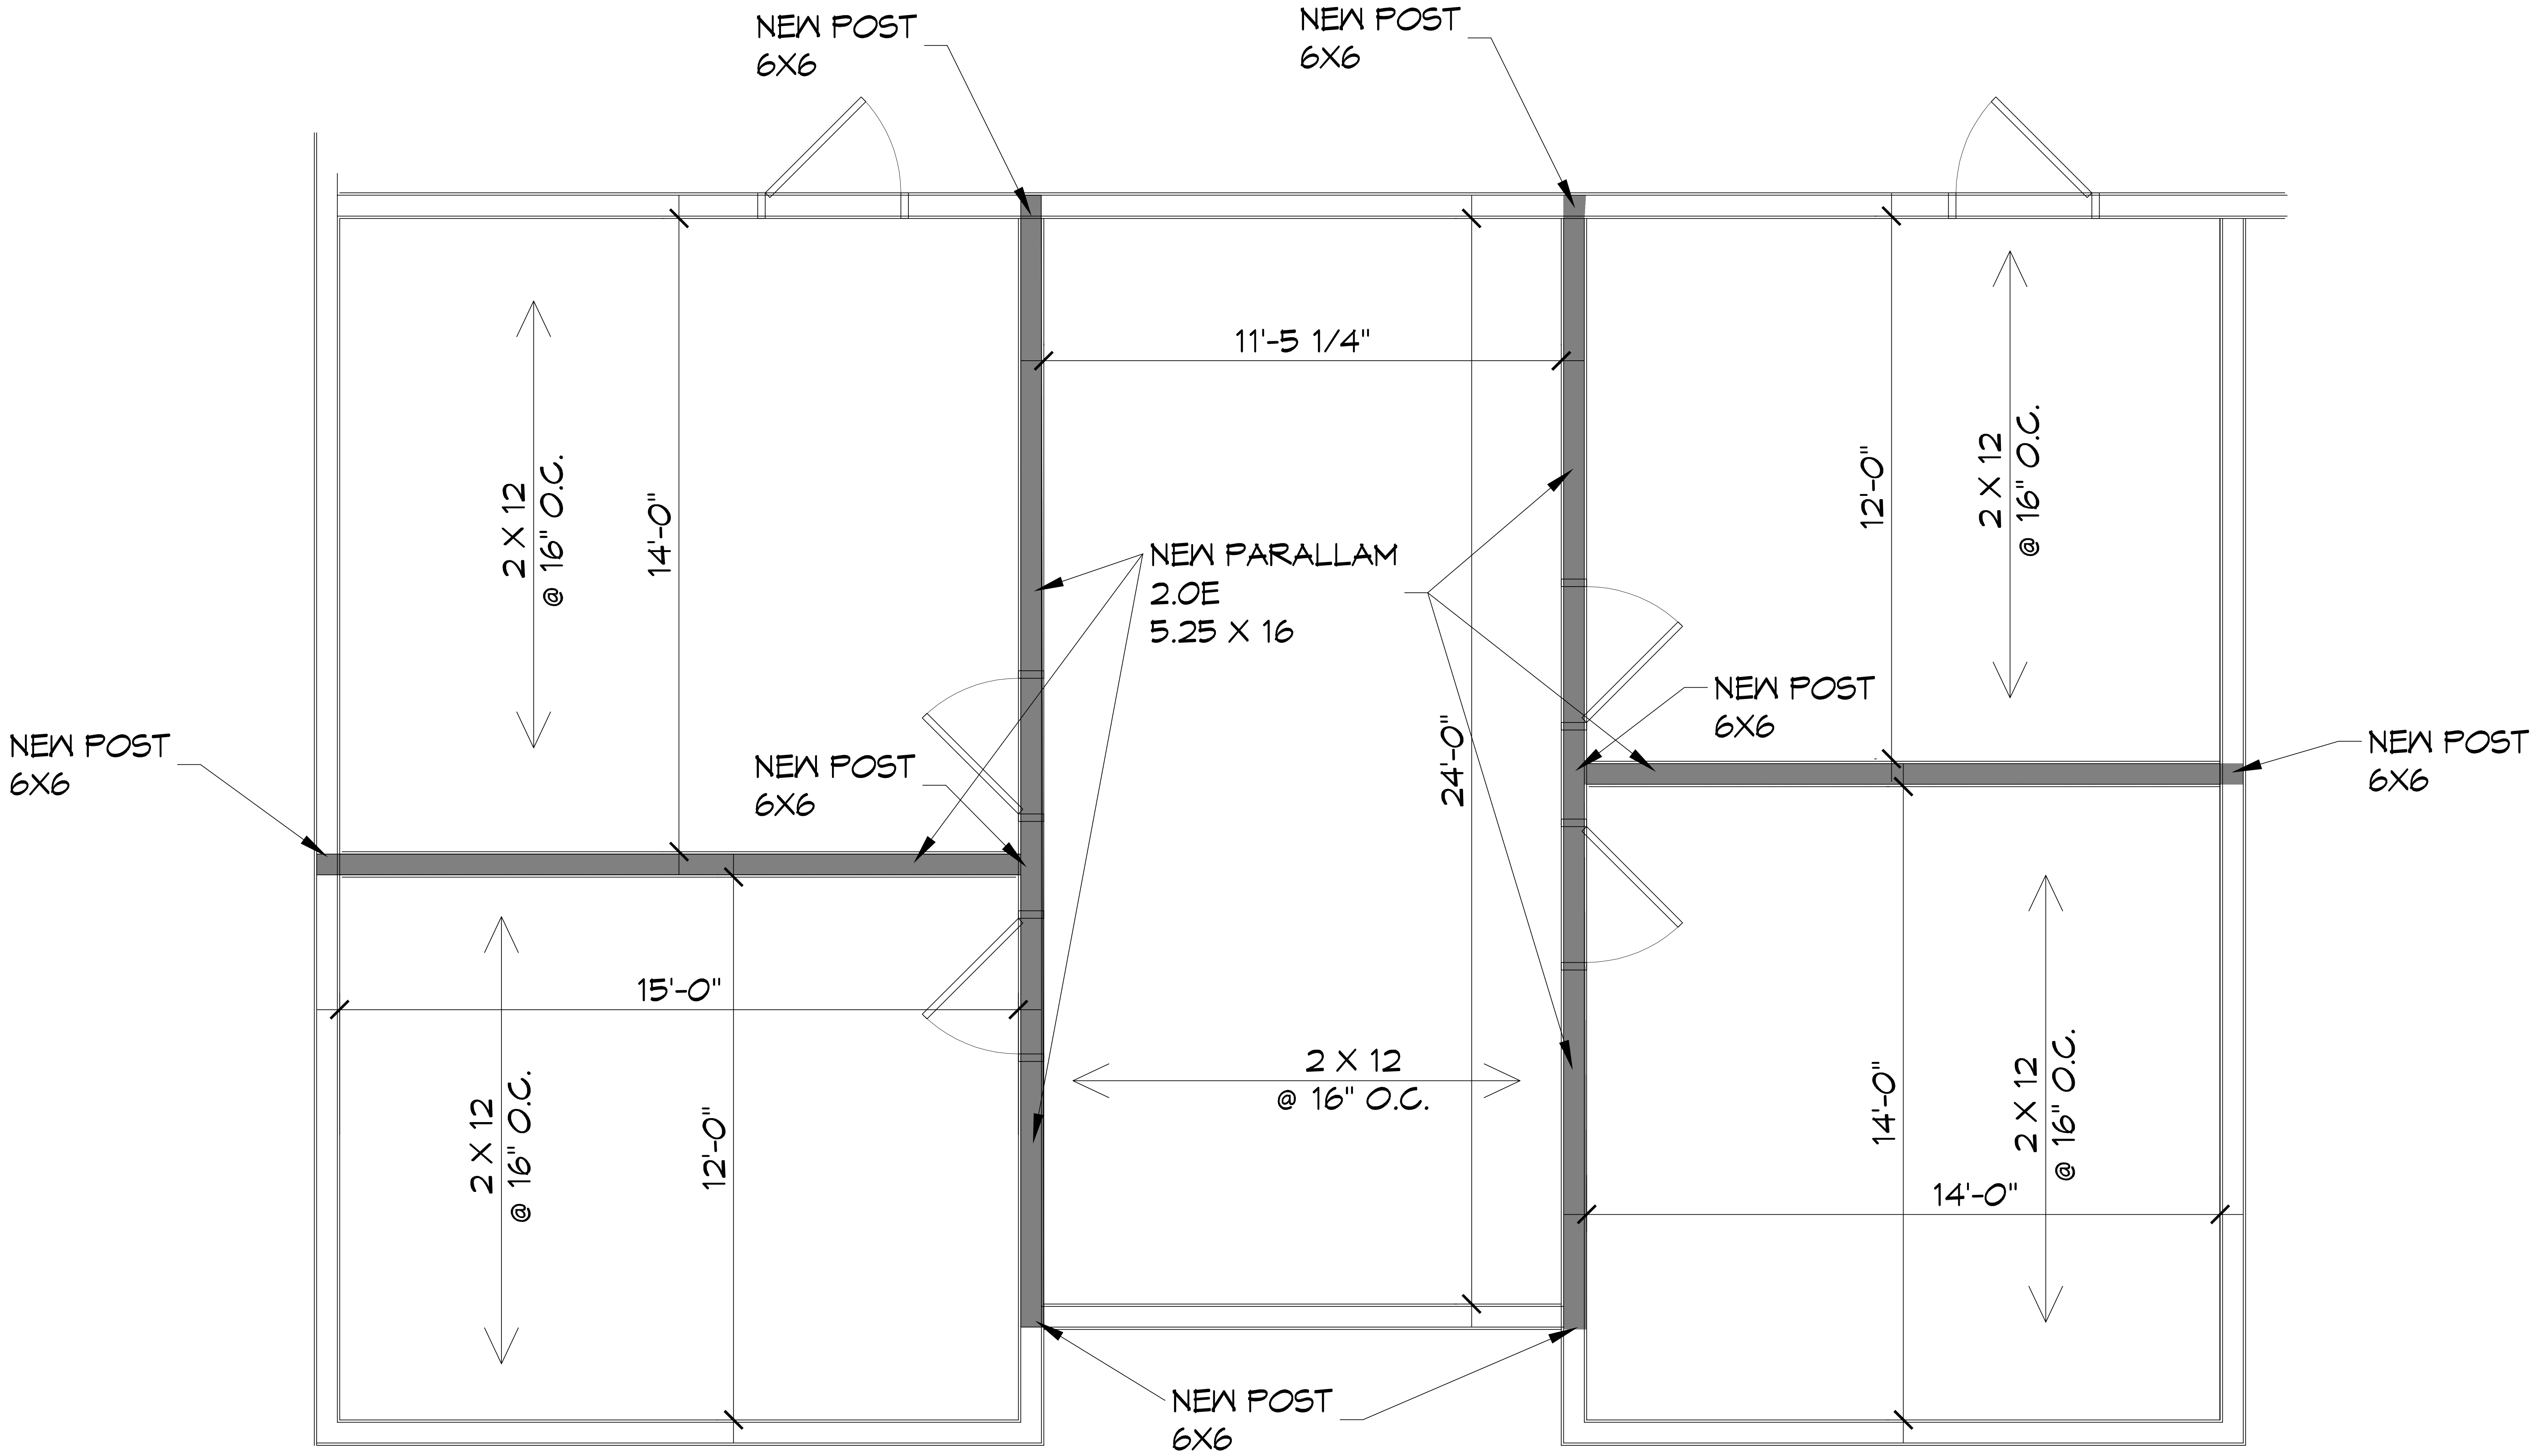 NEW POST
6X6
NEW POST
6X6
11'-5 1/4"
2 X 12
@ 16" O.C.
14'-0"
12'-0"
2 X 12
@ 16" O.C.
NEW PARALLAM
2.0E
5.25 X 16
24'-0"
NEW POST
6X6
NEW POST
6X6
NEW POST
6X6
NEW POST
6X6
15'-0"
2 X 12
@ 16" O.C.
2 X 12
@ 16" O.C.
12'-0"
14'-0"
2 X 12
@ 16" O.C.
14'-0"
NEW POST
6X6